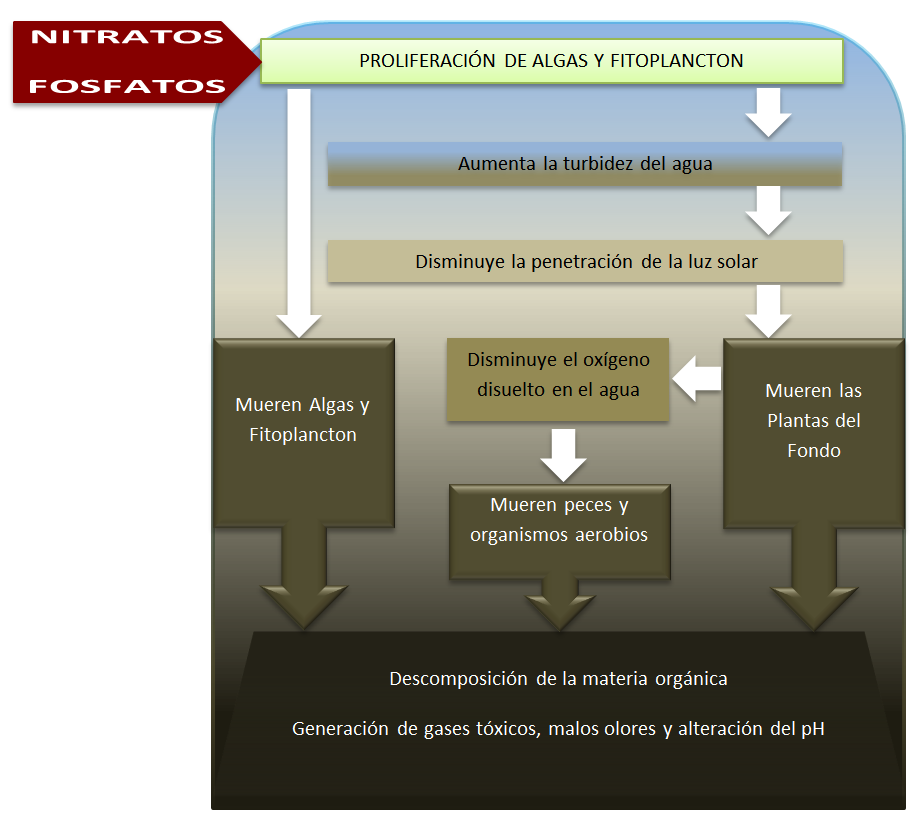 NITRATOS
FOSFATOS
PROLIFERACIÓN DE ALGAS Y FITOPLANCTON
Aumenta la turbidez del agua
Disminuye la penetración de la luz solar
Mueren Algas y
Fitoplancton
Disminuye el oxígeno
disuelto en el agua
Mueren las
Plantas del
Fondo
Mueren peces y
organismos aerobios
Descomposición de la materia orgánica
Generación de gases tóxicos, malos olores y alteración del pH